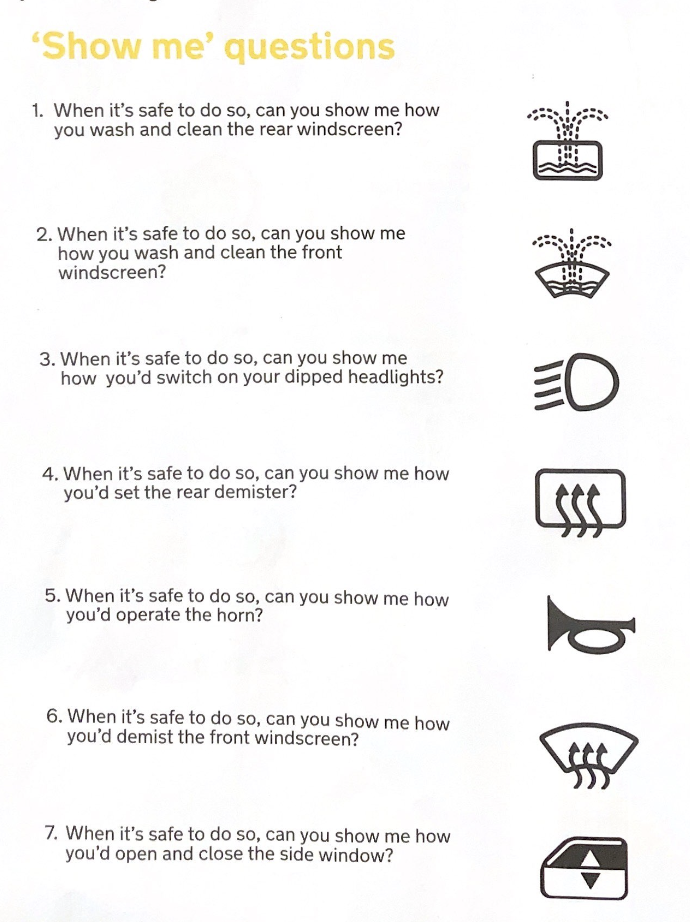 ‘Show me’ questions
1. When it’s safe to do so, can you show me how
you wash and clean the rear windscreen?
2. When it’s safe to do so, can you show me
how you wash and clean the front
windscreen?
3. When it’s safe to do so, can you show me
how you’d switch on your dipped headlights?
4. When it’s safe to do so, can you show me how
you’d set the rear demister?
5. When it’s safe to do so, can you show me how
you’d operate the horn?
6. When it’s safe to do so, can you show me how
you’d demist the front windscreen?
7. When it’s safe to do so, can you show me how
you’d open and close the side window?